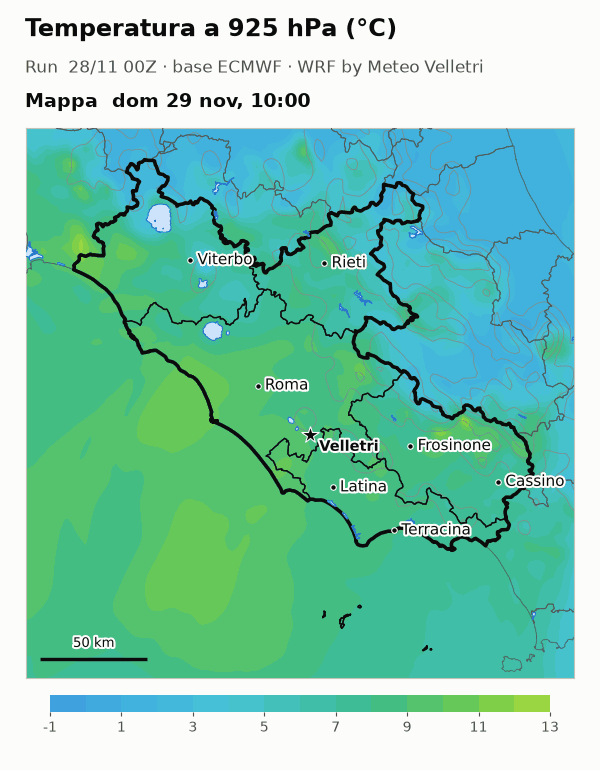 Temperatura a 925 hPa (°C)
Run  28/11 00Z · base ECMWF · WRF by Meteo Velletri
Mappa  dom 29 nov, 10:00
Viterbo
Rieti
Roma
Velletri
Frosinone
Latina
Cassino
Terracina
50 km
-1 1 3 5 7 9 11 13